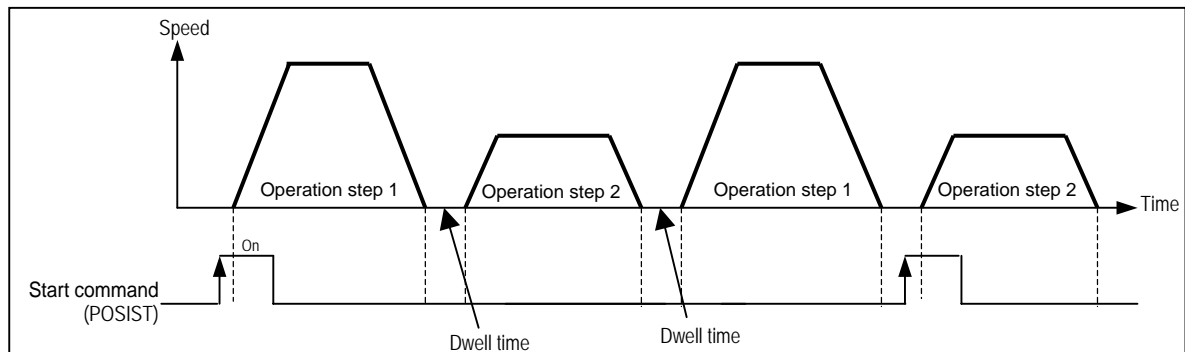 Speed
Operation step 1
Operation step 2
Operation step 1
Operation step 2
Time
On
Start command
(POSIST)
Dwell time
Dwell time